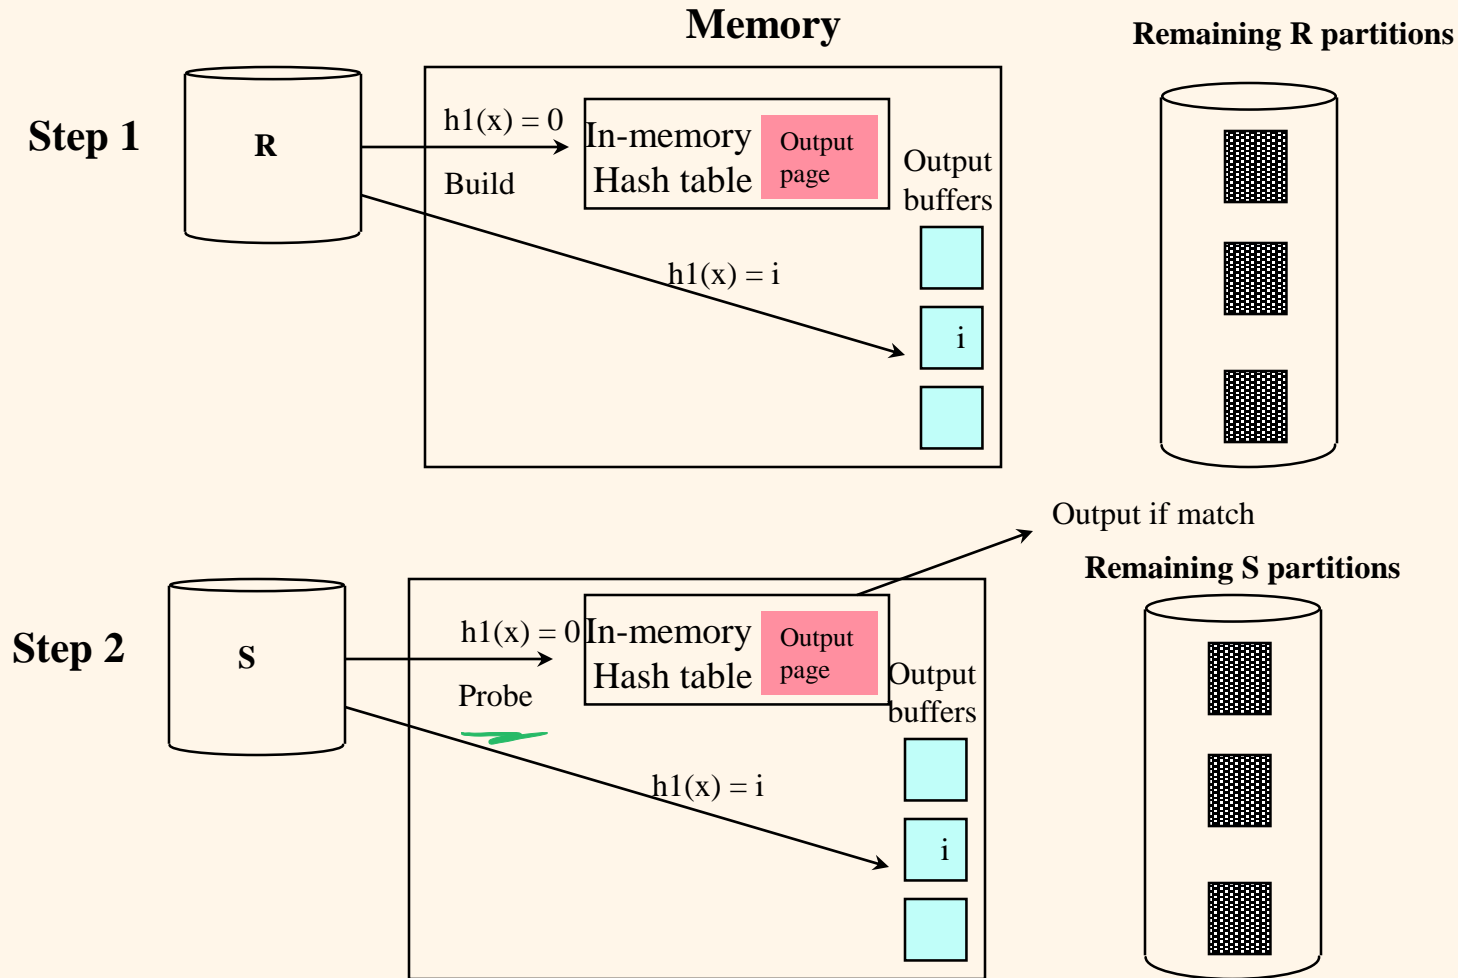 Memory
Remaining R partitions
Step 1
R
h1(x) = 0
Build
In-memory
Hash table
Output
page
Output
buffers
h1(x) = i
i
Output if match
Remaining S partitions
Step 2
S
h1(x) = 0
Probe
In-memory
Hash table
Output
page
Output
buffers
h1(x) = i
i